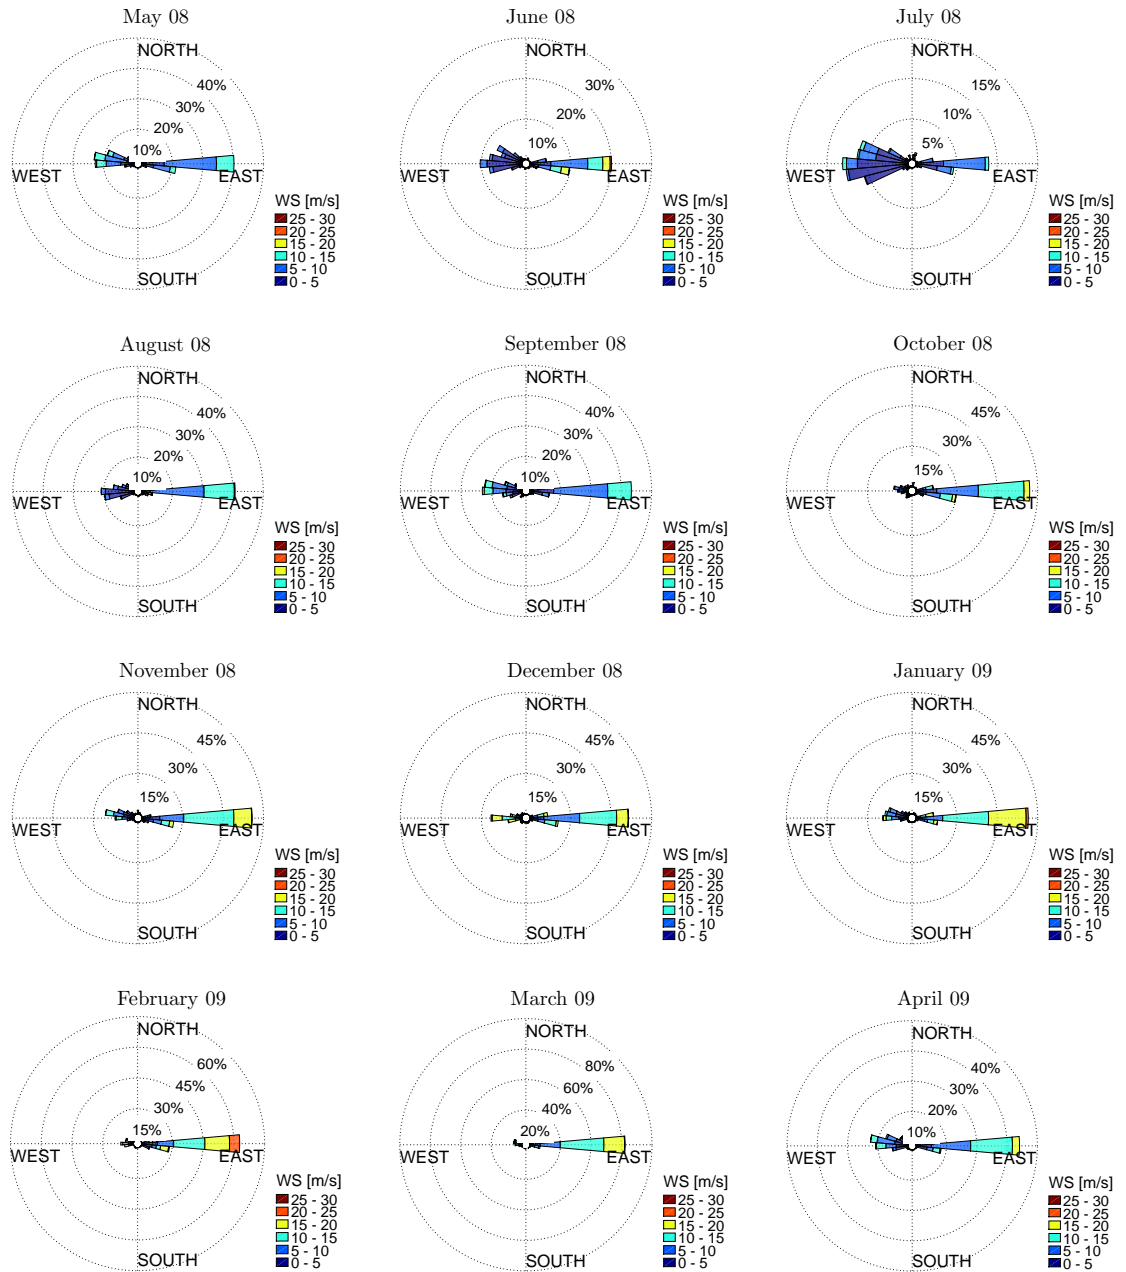 May 08
NORTH
40%
30%
20%
10%
WEST
EAST
SOUTH
WS [m/s]
25 - 30
20 - 25
15 - 20
10 - 15
5 - 10
0 - 5
June 08
NORTH
30%
20%
10%
WEST
EAST
SOUTH
WS [m/s]
25 - 30
20 - 25
15 - 20
10 - 15
5 - 10
0 - 5
July 08
NORTH
15%
10%
5%
WEST
EAST
SOUTH
WS [m/s]
25 - 30
20 - 25
15 - 20
10 - 15
5 - 10
0 - 5
August 08
NORTH
40%
30%
20%
10%
WEST
EAST
SOUTH
WS [m/s]
25 - 30
20 - 25
15 - 20
10 - 15
5 - 10
0 - 5
September 08
NORTH
40%
30%
20%
10%
WEST
EAST
SOUTH
WS [m/s]
25 - 30
20 - 25
15 - 20
10 - 15
5 - 10
0 - 5
October 08
NORTH
45%
30%
15%
WEST
EAST
SOUTH
WS [m/s]
25 - 30
20 - 25
15 - 20
10 - 15
5 - 10
0 - 5
November 08
NORTH
45%
30%
15%
WEST
EAST
SOUTH
WS [m/s]
25 - 30
20 - 25
15 - 20
10 - 15
5 - 10
0 - 5
December 08
NORTH
45%
30%
15%
WEST
EAST
SOUTH
WS [m/s]
25 - 30
20 - 25
15 - 20
10 - 15
5 - 10
0 - 5
January 09
NORTH
45%
30%
15%
WEST
EAST
SOUTH
WS [m/s]
25 - 30
20 - 25
15 - 20
10 - 15
5 - 10
0 - 5
February 09
NORTH
60%
45%
30%
15%
WEST
EAST
SOUTH
WS [m/s]
25 - 30
20 - 25
15 - 20
10 - 15
5 - 10
0 - 5
March 09
NORTH
80%
60%
40%
20%
WEST
EAST
SOUTH
WS [m/s]
25 - 30
20 - 25
15 - 20
10 - 15
5 - 10
0 - 5
April 09
NORTH
40%
30%
20%
10%
WEST
EAST
SOUTH
WS [m/s]
25 - 30
20 - 25
15 - 20
10 - 15
5 - 10
0 - 5